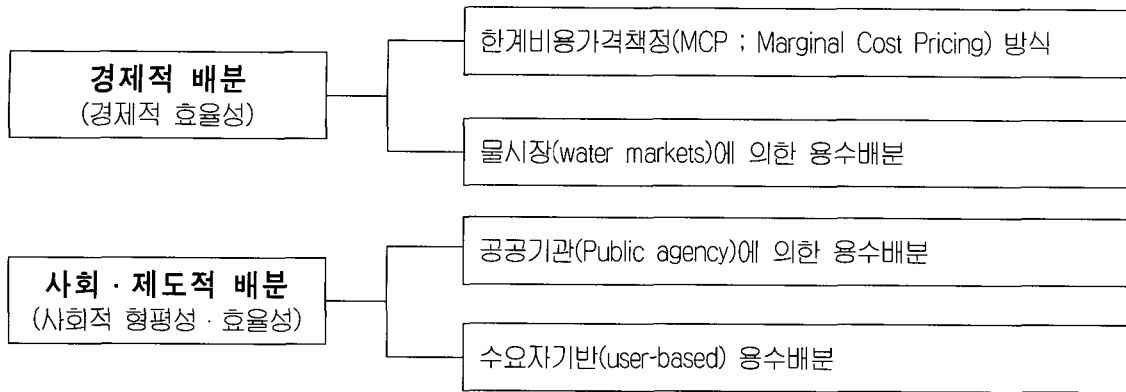 경제적 배분
(경제적 효율성)
한계비용가격책정(MCP ; Marginal Cost Pricing) 방식
물시장(water markets)에 의한 용수배분
사회 · 제도적 배분
(사회적 형평성 · 효율성)
공공기관(Public agency)에 의한 용수배분
수요자기반(user-based) 용수배분